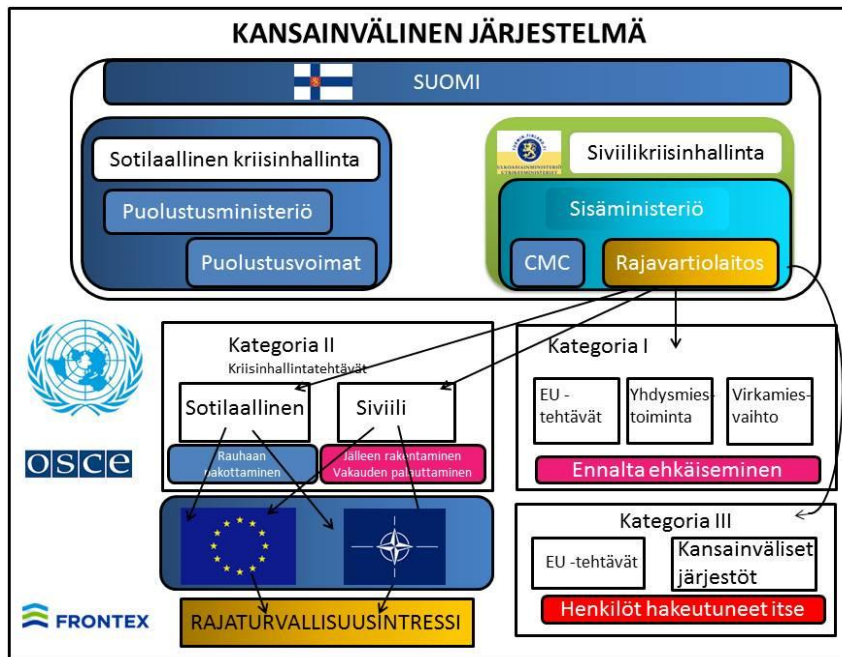 KANSAINVÄLINEN JÄRJESTELMÄ
SUOMI
Sotilaallinen kriisinhallinta
Puolustusministeriö
Puolustusvoimat
Siviilikriisinhallinta
Sisäministeriö
CMC
Rajavartiolaitos
Kategoria II
Kriisinhallintatehtävät
Sotilaallinen
Siviili
Rauhaan
pakottaminen
Jälleen rakentaminen
Vakauden palauttaminen
Kategoria I
EU -
tehtävät
Yhdysmies-
toiminta
Virkamies-
vaihto
Ennalta ehkäiseminen
Kategoria III
EU -tehtävät
Kansainväliset
järjestöt
Henkilöt hakeutuneet itse
osce
FRONTEX
RAJATURVALLISUUSINTRESSI